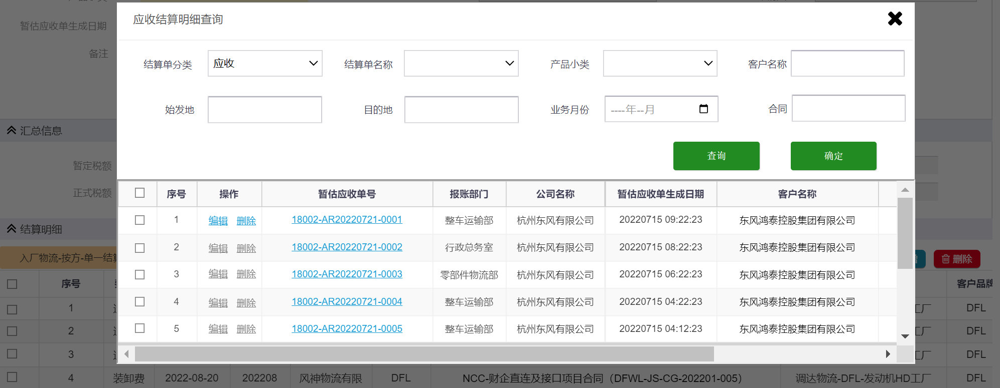 暂估应收单生成日期
备注
应收结算明细查询
结算单分类 应收 结算单名称 产品小类 客户名称
始发地 目的地 业务月份 ----年--月 合同
查询 确定
汇总信息
暂定税额
正式税额
结算明细
入厂物流-按方-单一结算
删除
序号 操作 暂估应收单号 报账部门 公司名称 暂估应收单生成日期 客户名称
1 编辑 删除 18002-AR20220721-0001 整车运输部 杭州东风有限公司 20220715 09:22:23 东风鸿泰控股集团有限公司
2 编辑 删除 18002-AR20220721-0002 行政总务室 杭州东风有限公司 20220715 08:22:23 东风鸿泰控股集团有限公司
3 编辑 删除 18002-AR20220721-0003 零部件物流部 杭州东风有限公司 20220715 06:22:23 东风鸿泰控股集团有限公司
4 编辑 删除 18002-AR20220721-0004 整车运输部 杭州东风有限公司 20220715 04:22:23 东风鸿泰控股集团有限公司
5 编辑 删除 18002-AR20220721-0005 整车运输部 杭州东风有限公司 20220715 04:12:23 东风鸿泰控股集团有限公司
序号 客户品牌
1 工厂 DFL
2 工厂 DFL
3 工厂 DFL
4 装卸费 2022-08-20 202208 风神物流有限 DFL NCC-财企直连及接口项目合同（DFWL-JS-CG-202201-005） 调达物流-DFL-发动机HD工厂 DFL